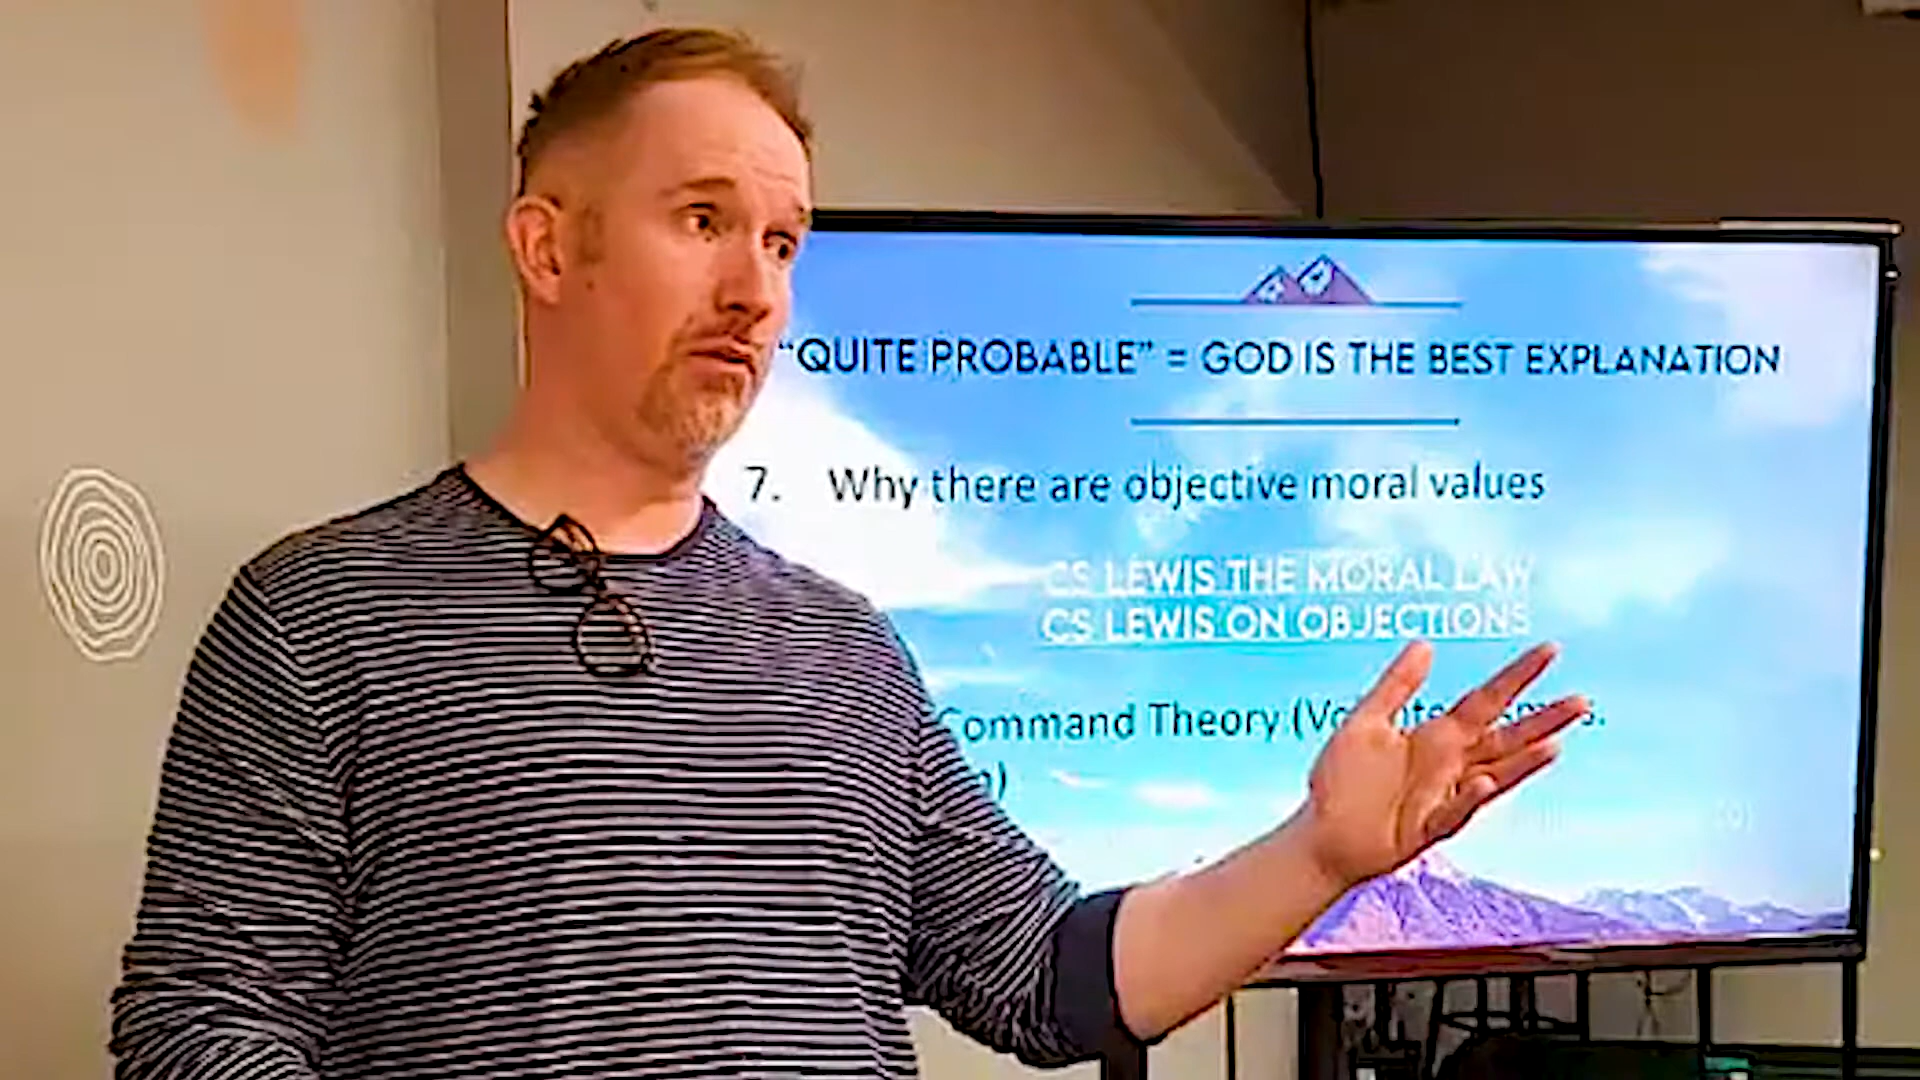 “QUITE PROBABLE” = GOD IS THE BEST EXPLANATION
7. Why there are objective moral values
CS LEWIS THE MORAL LAW
CS LEWIS ON OBJECTIONS
Command Theory